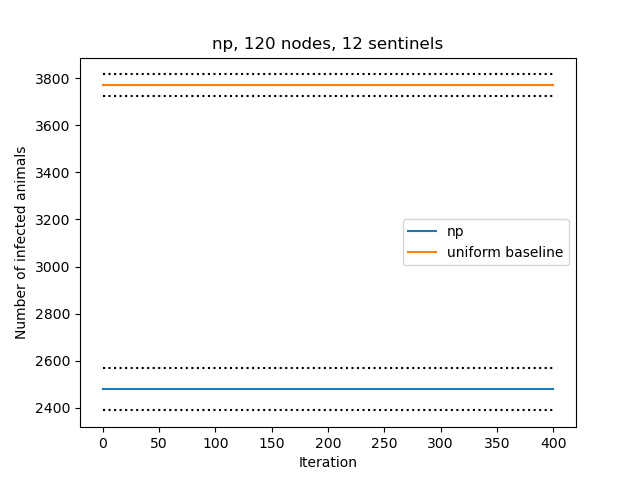 np, 120 nodes, 12 sentinels
3800
3600
3400
3200
3000
2800
2600
2400
Number of infected animals
np
uniform baseline
0 50 100 150 200 250 300 350 400
Iteration